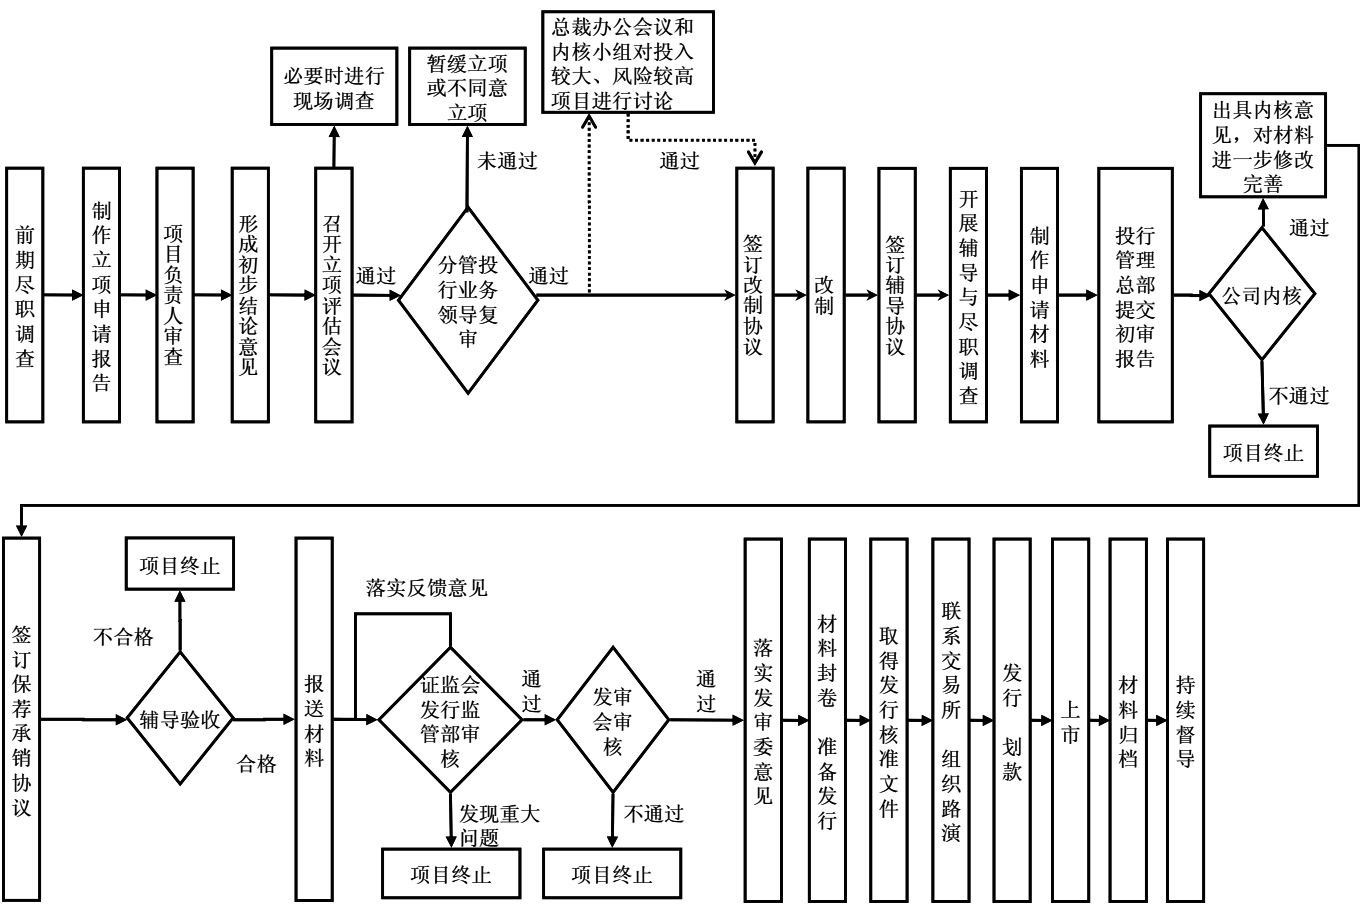 总裁办公会议和
内核小组对投入
较大、风险较高
项目进行讨论
必要时进行
现场调查
暂缓立项
或不同意
立项
出具内核意
见，对材料
进一步修改
完善
未通过
通过
前期尽职调查
制作立项申请报告
项目负责人审查
形成初步结论意见
召开立项评估会议
通过
分管投
行业务
领导复
审
通过
签订改制协议
改制
签订辅导协议
开展辅导与尽职调查
制作申请材料
投行
管理
总部
提交
初审
报告
公司内核
通过
不通过
项目终止
签订保荐承销协议
项目终止
不合格
辅导验收
合格
报送材料
落实反馈意见
证监会
发行监
管部审
核
通过
发现重大
问题
项目终止
发审
会审
核
通过
不通过
项目终止
落实发审委意见
材料封卷 准备发行
取得发行核准文件
联系交易所 组织路演
发行 划款
上市
材料归档
持续督导